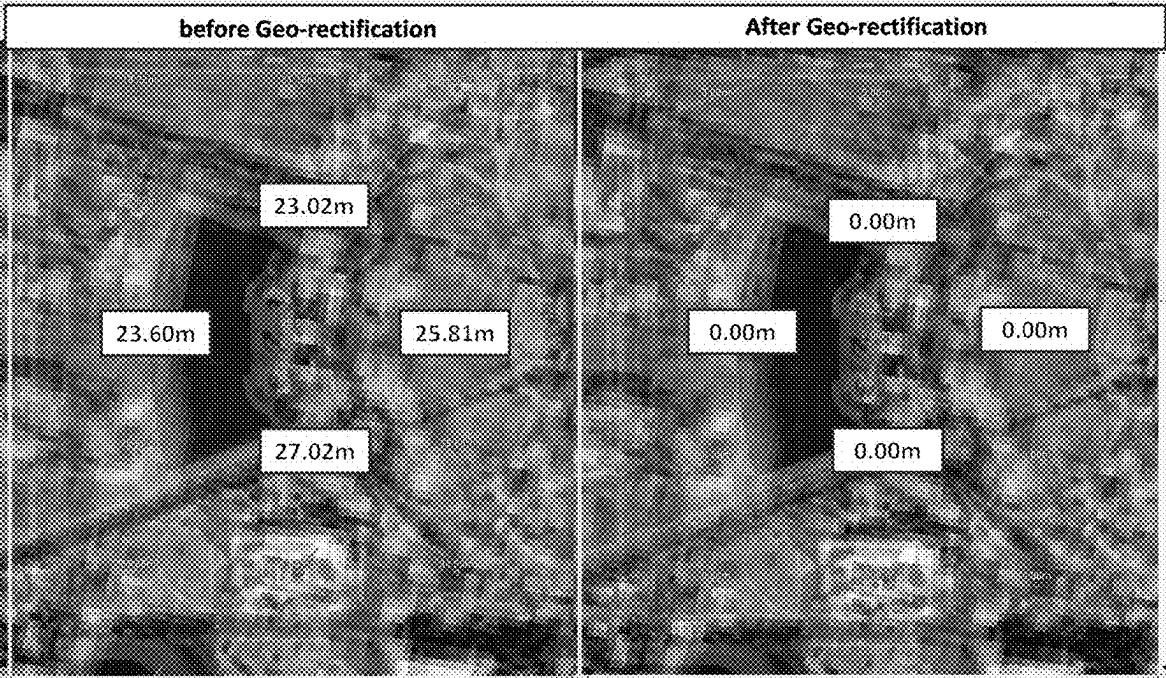 before Geo-rectification
After Geo-rectification
23.02m
0.00m
23.60m
25.81m
0.00m
0.00m
27.02m
0.00m